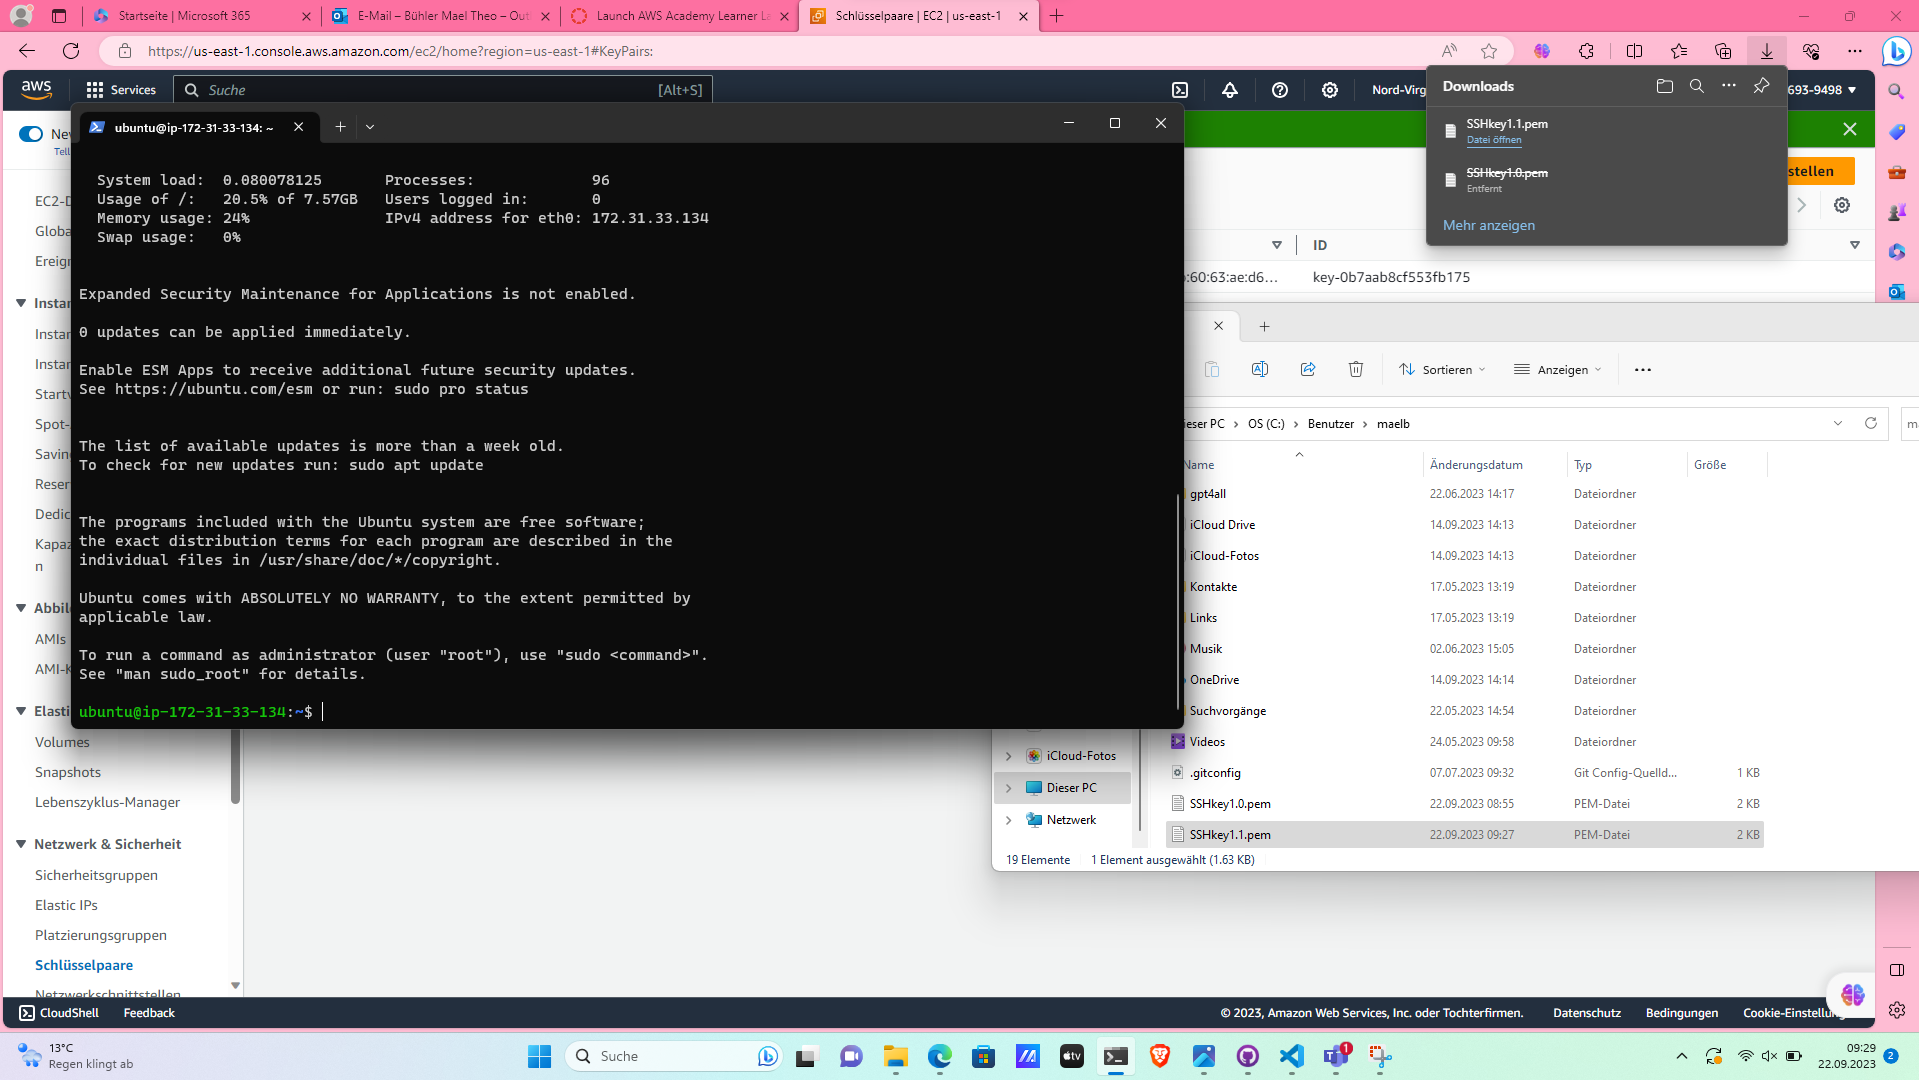 Startseite | Microsoft 365
E-Mail – Bühler Mael Theo – Out
Launch AWS Academy Learner La
Schlüsselpaare | EC2 | us-east-1
https://us-east-1.console.aws.amazon.com/ec2/home?region=us-east-1#KeyPairs:
aws
Services
Suche
[Alt+S]
Nord-Virg
693-9498
Downloads
SSHkey1.1.pem
Datei öffnen
SSHkey1.0.pem
Entfernt
Mehr anzeigen
stellen
ID
:60:63:ae:d6...
key-0b7aab8cf553fb175
ubuntu@ip-172-31-33-134: ~
System load: 0.080078125 Processes: 96
Usage of /: 20.5% of 7.57GB Users logged in: 0
Memory usage: 24% IPv4 address for eth0: 172.31.33.134
Swap usage: 0%
Expanded Security Maintenance for Applications is not enabled.
0 updates can be applied immediately.
Enable ESM Apps to receive additional future security updates.
See https://ubuntu.com/esm or run: sudo pro status
The list of available updates is more than a week old.
To check for new updates run: sudo apt update
The programs included with the Ubuntu system are free software;
the exact distribution terms for each program are described in the
individual files in /usr/share/doc/*/copyright.
Ubuntu comes with ABSOLUTELY NO WARRANTY, to the extent permitted by
applicable law.
To run a command as administrator (user "root"), use "sudo <command>".
See "man sudo_root" for details.
ubuntu@ip-172-31-33-134:~$
Nev
Tell
EC2-D
Globa
Ereign
Instan
Instan
Instan
Startv
Spot-
Savin
Reser
Dedic
Kapaz
n
Abbil
AMIs
AMI-K
Elasti
Volumes
Snapshots
Lebenszyklus-Manager
Netzwerk & Sicherheit
Sicherheitsgruppen
Elastic IPs
Platzierungsgruppen
Schlüsselpaare
Netzwerkschnittstellen
Sortieren
Anzeigen
ieser PC > OS (C:) > Benutzer > maelb
m
Name Änderungsdatum Typ Größe
gpt4all 22.06.2023 14:17 Dateiordner
iCloud Drive 14.09.2023 14:13 Dateiordner
iCloud-Fotos 14.09.2023 14:13 Dateiordner
Kontakte 17.05.2023 13:19 Dateiordner
Links 17.05.2023 13:19 Dateiordner
Musik 02.06.2023 15:05 Dateiordner
OneDrive 14.09.2023 14:14 Dateiordner
Suchvorgänge 22.05.2023 14:54 Dateiordner
Videos 24.05.2023 09:58 Dateiordner
.gitconfig 07.07.2023 09:32 Git Config-Quelld... 1 KB
SSHkey1.0.pem 22.09.2023 08:55 PEM-Datei 2 KB
SSHkey1.1.pem 22.09.2023 09:27 PEM-Datei 2 KB
iCloud-Fotos
Dieser PC
Netzwerk
19 Elemente
1 Element ausgewählt (1.63 KB)
CloudShell
Feedback
© 2023, Amazon Web Services, Inc. oder Tochterfirmen.
Datenschutz
Bedingungen
Cookie-Einstellung
13°C
Regen klingt ab
Suche
tv
1
09:29
22.09.2023
2